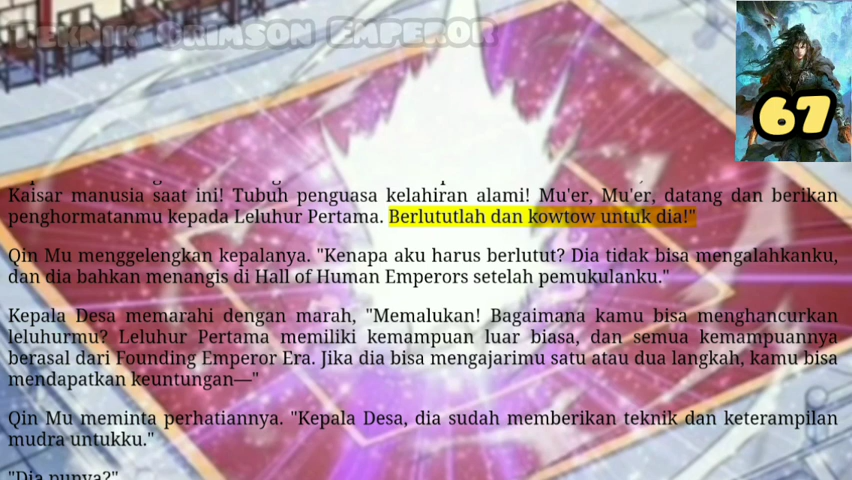 TEKNIK CRIMSON EMPEROR
67
Kaisar manusia saat ini! Tubuh penguasa kelahiran alami! Mu'er, Mu'er, datang dan berikan
penghormatanmu kepada Leluhur Pertama. Berlututlah dan kowtow untuk dia!"
Qin Mu menggelengkan kepalanya. "Kenapa aku harus berlutut? Dia tidak bisa mengalahkanku,
dan dia bahkan menangis di Hall of Human Emperors setelah pemukulanku."
Kepala Desa memarahi dengan marah, "Memalukan! Bagaimana kamu bisa menghancurkan
leluhurmu? Leluhur Pertama memiliki kemampuan luar biasa, dan semua kemampuannya
berasal dari Founding Emperor Era. Jika dia bisa mengajarimu satu atau dua langkah, kamu bisa
mendapatkan keuntungan—"
Qin Mu meminta perhatiannya. "Kepala Desa, dia sudah memberikan teknik dan keterampilan
mudra untukku."
"Dia punya?"